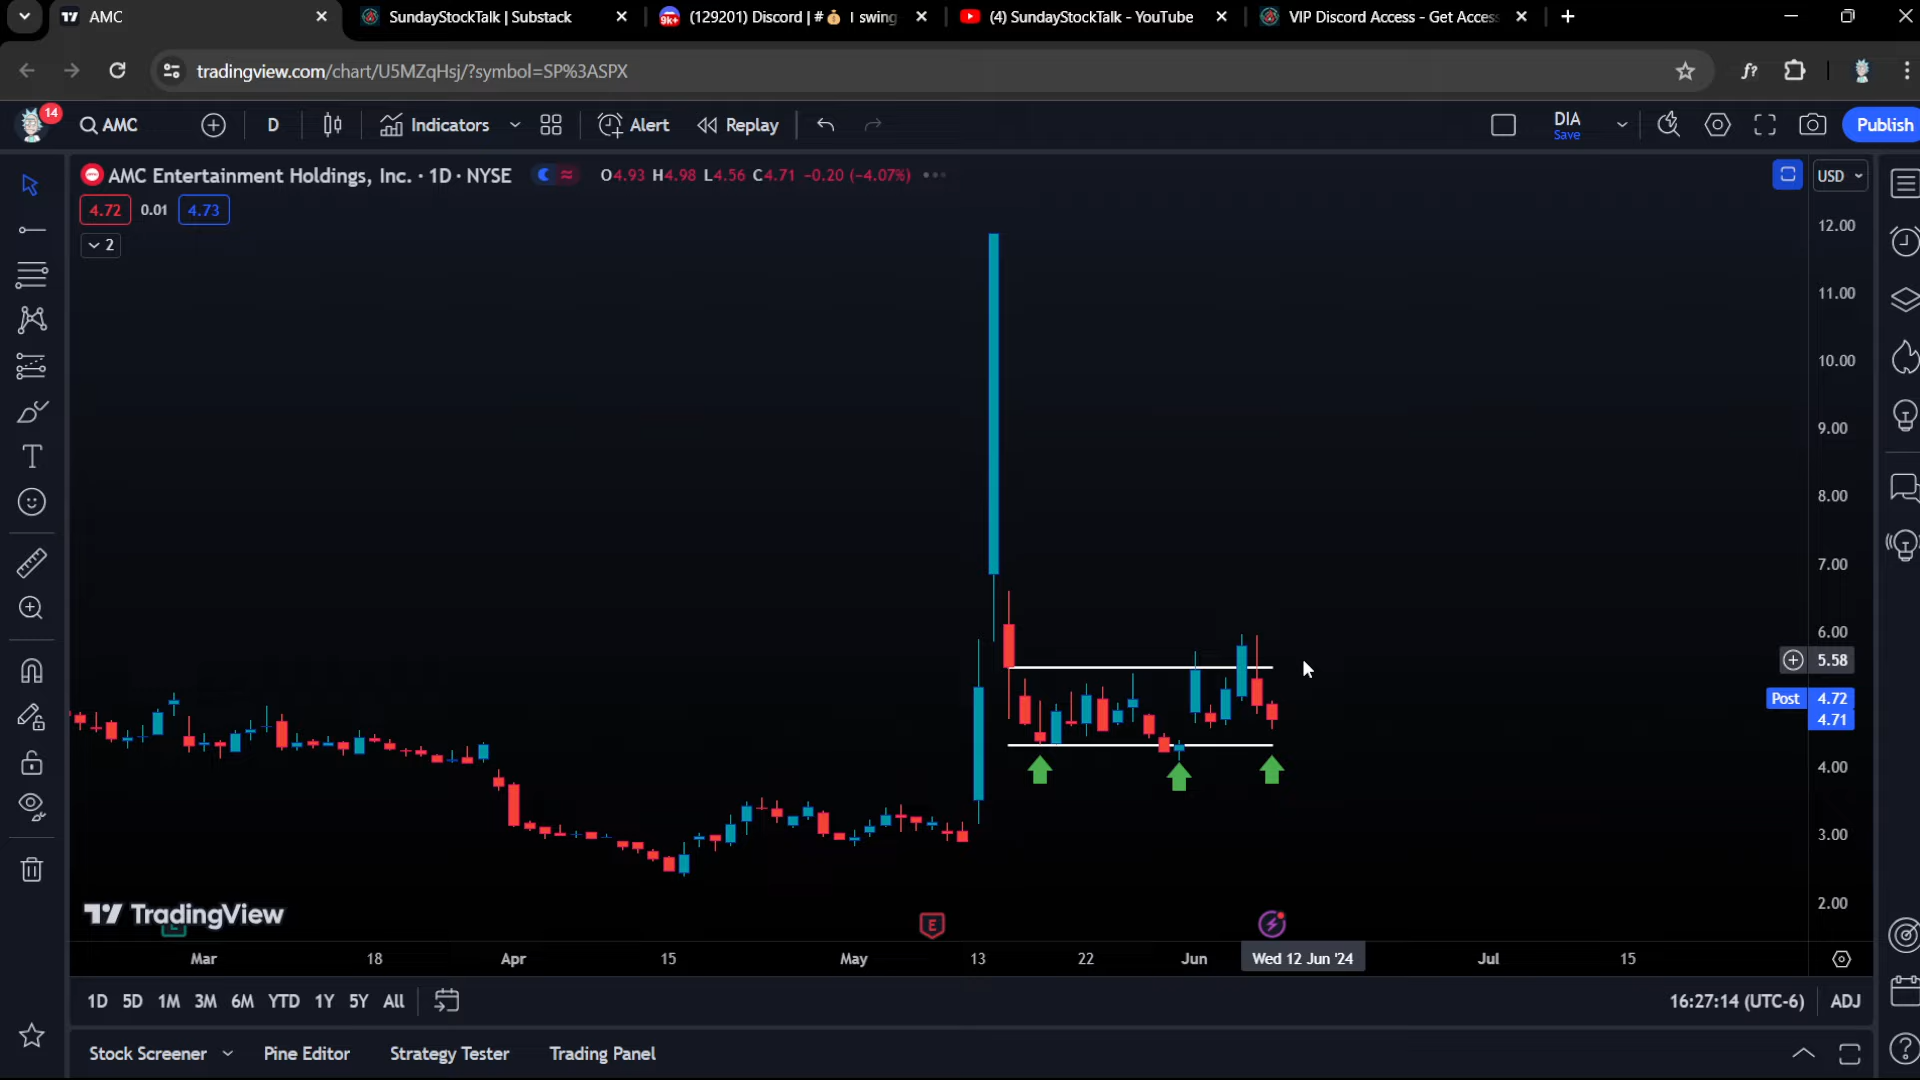 AMC
SundayStockTalk | Substack
(129201) Discord | # I swing
(4) SundayStockTalk - YouTube
VIP Discord Access - Get Access
tradingview.com/chart/U5MZqHsj/?symbol=SP%3ASPX
f?
14
AMC
D
Indicators
Alert
Replay
DIA
Save
Publish
AMC Entertainment Holdings, Inc. · 1D · NYSE
O4.93 H4.98 L4.56 C4.71 −0.20 (−4.07%)
USD
4.72
0.01
4.73
2
12.00
11.00
10.00
9.00
8.00
7.00
6.00
5.58
Post 4.72
4.71
4.00
3.00
2.00
TradingView
E
E
Mar
18
Apr
15
May
13
22
Jun
Wed 12 Jun '24
Jul
15
1D 5D 1M 3M 6M YTD 1Y 5Y All
16:27:14 (UTC-6)
ADJ
Stock Screener
Pine Editor
Strategy Tester
Trading Panel